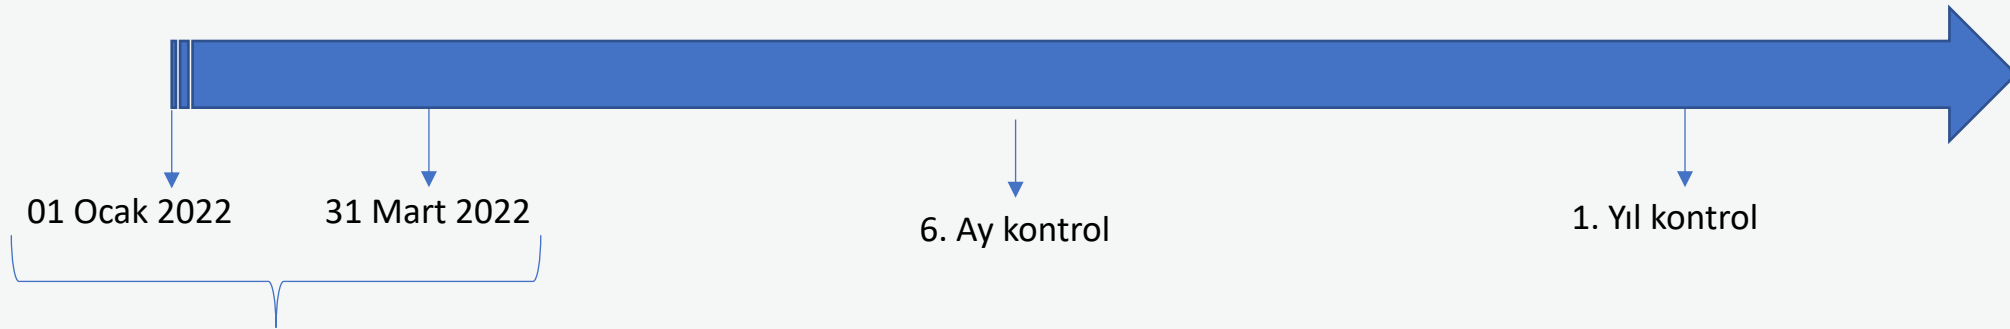 01 Ocak 2022
31 Mart 2022
6. Ay kontrol
1. Yıl kontrol